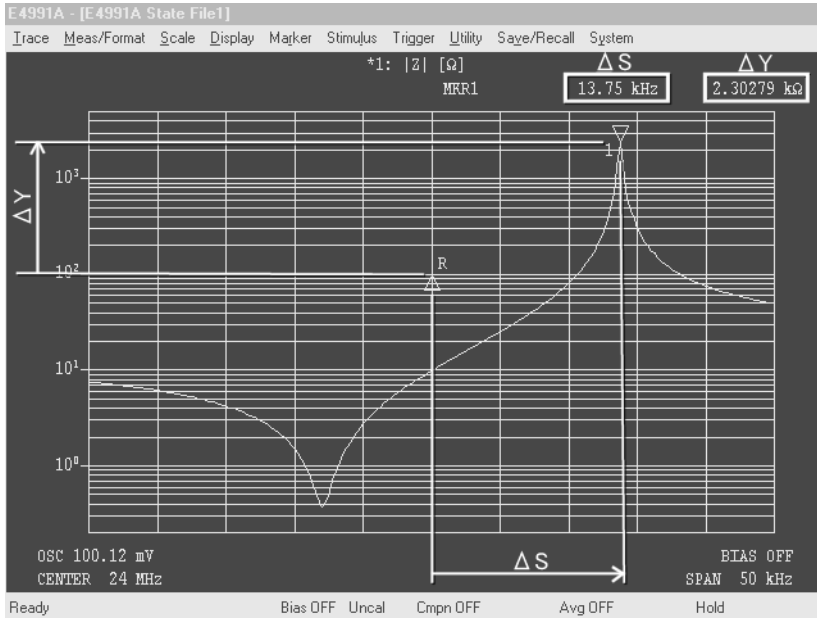 E4991A - [E4991A State File1]
Trace Meas/Format Scale Display Marker Stimulus Trigger Utility Save/Recall System
*1: |Z| [Ω] ΔS ΔY
MKR1 13.75 kHz 2.30279 kΩ
1
10³
ΔY
R
10²
10¹
10⁰
OSC 100.12 mV ΔS BIAS OFF
CENTER 24 MHz SPAN 50 kHz
Ready Bias OFF Uncal Cmpn OFF Avg OFF Hold